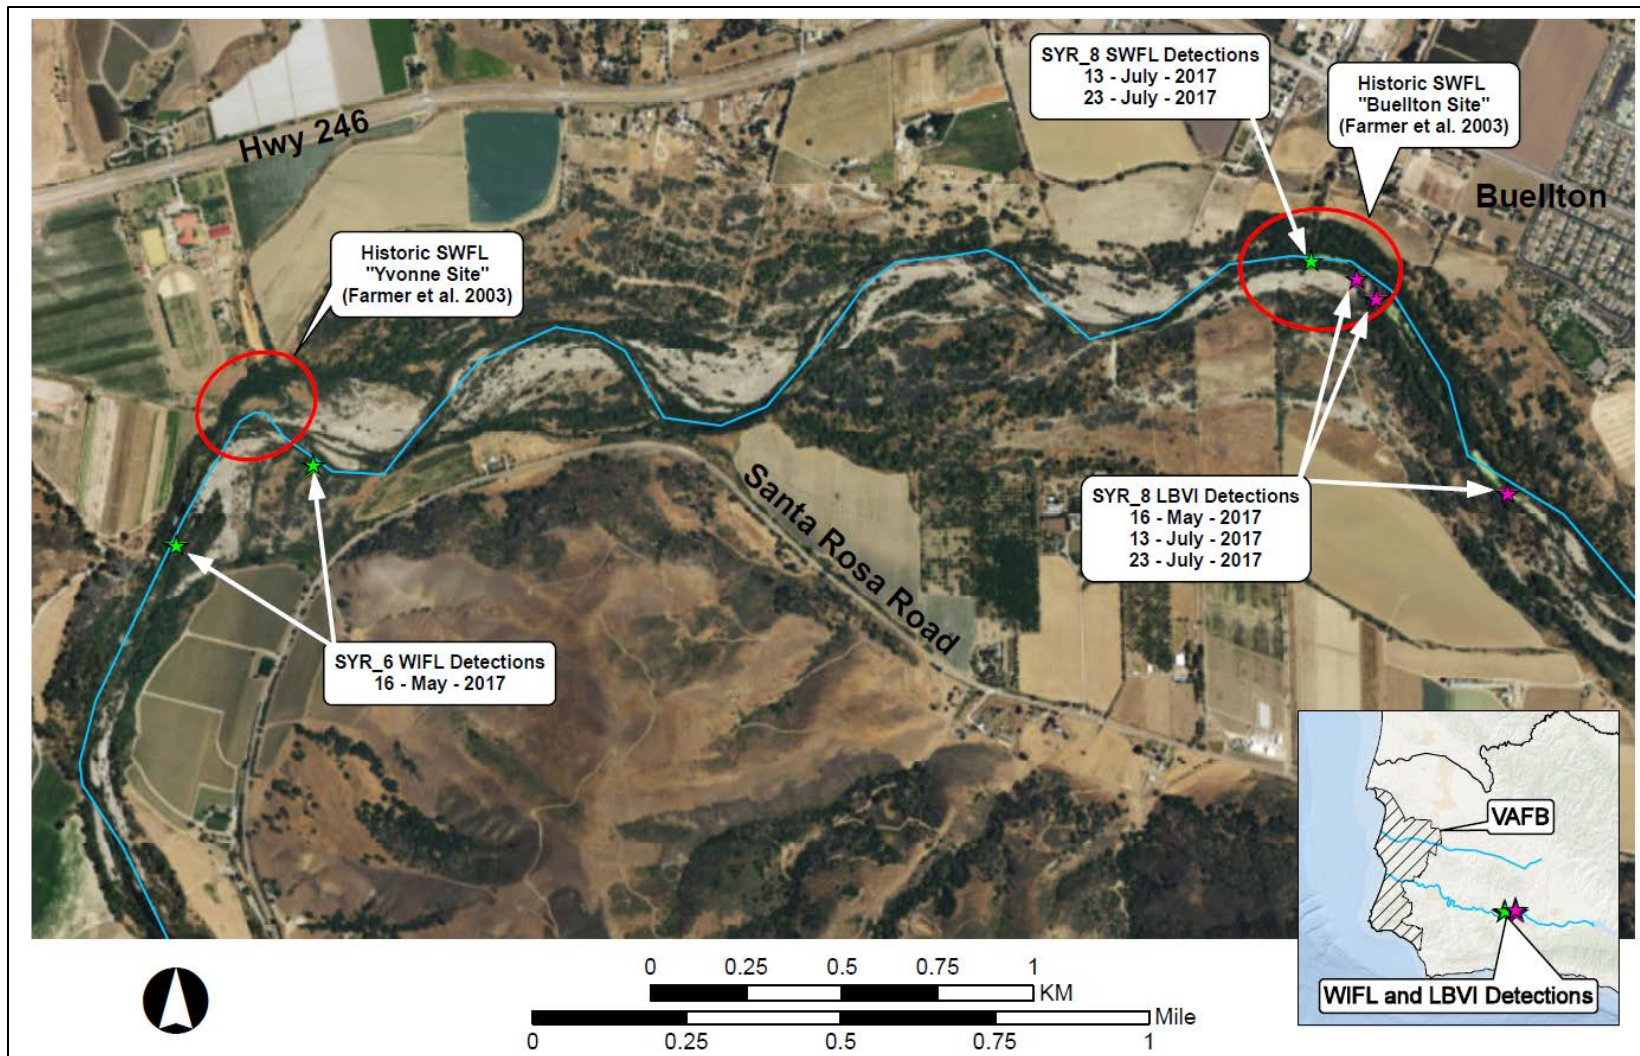 SYR_8 SWFL Detections
13 - July - 2017
23 - July - 2017
Historic SWFL
"Buellton Site"
(Farmer et al. 2003)
Hwy 246
Buellton
Historic SWFL
"Yvonne Site"
(Farmer et al. 2003)
Santa Rosa Road
SYR_8 LBVI Detections
16 - May - 2017
13 - July - 2017
23 - July - 2017
SYR_6 WIFL Detections
16 - May - 2017
VAFB
WIFL and LBVI Detections
0 0.25 0.5 0.75 1
KM
Mile
0 0.25 0.5 0.75 1